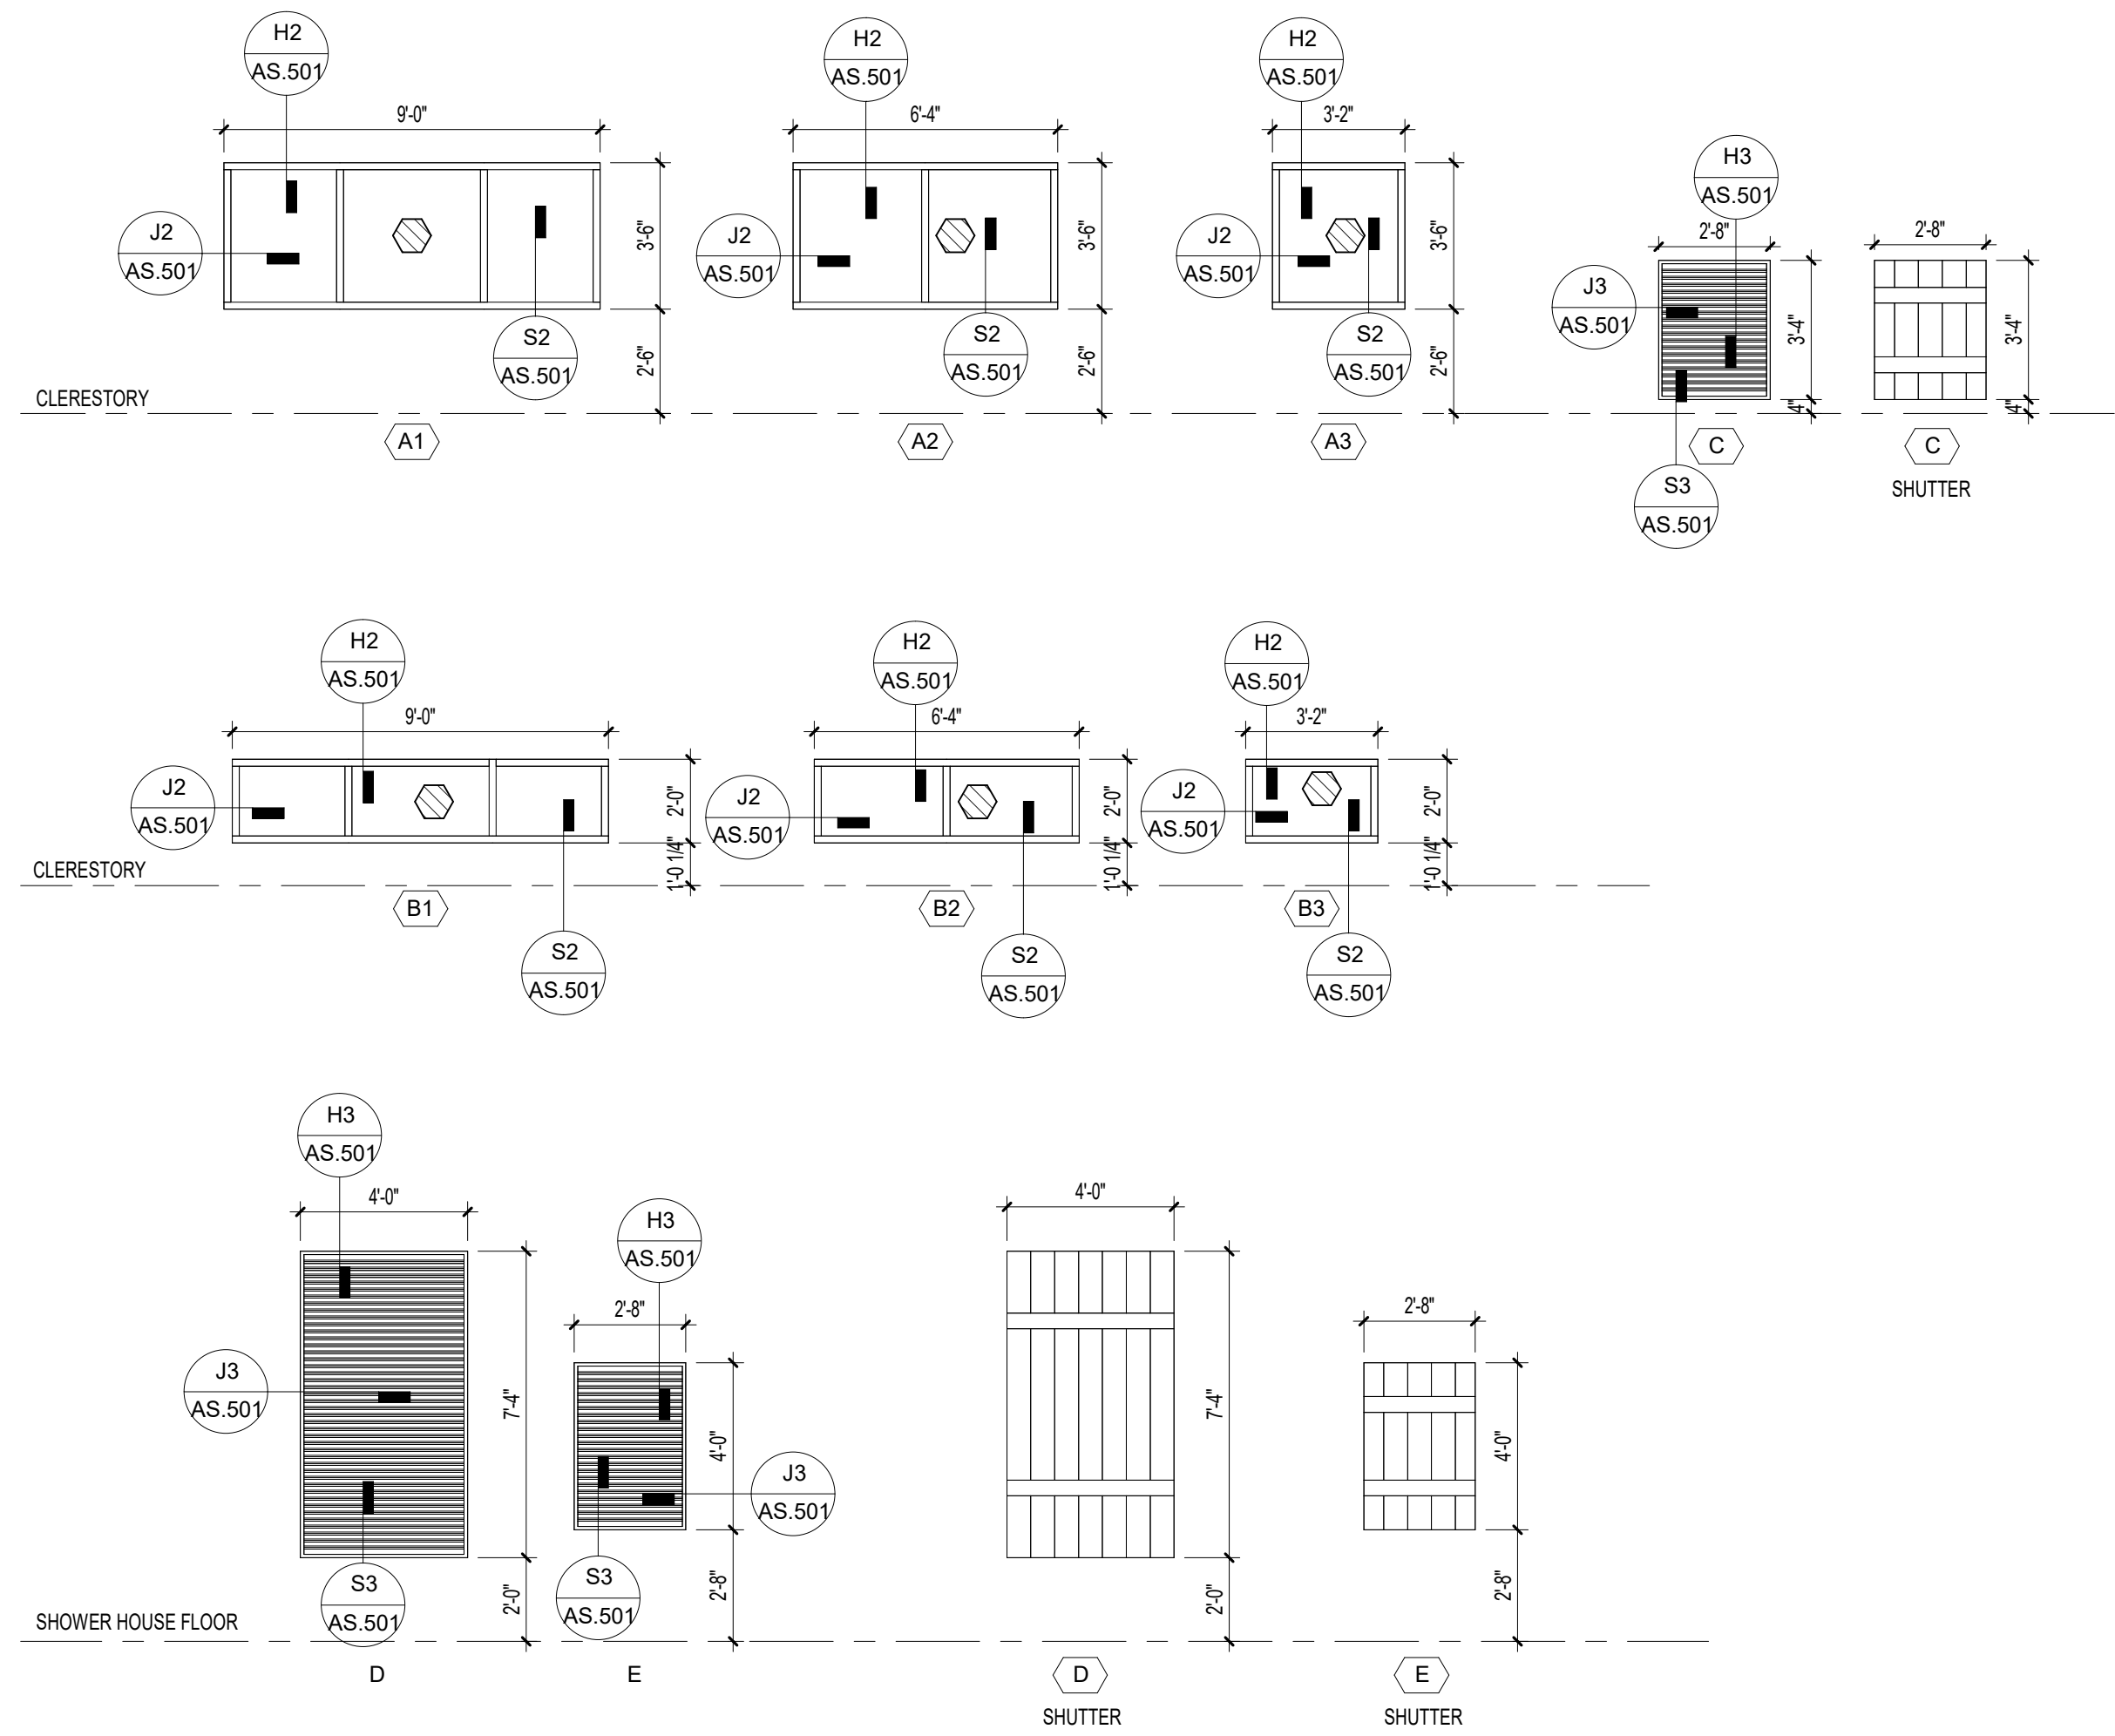 H2
AS.501
H2
AS.501
H2
AS.501
9'-0"
6'-4"
3'-2"
H3
AS.501
J2
AS.501
3'-6"
J2
AS.501
3'-6"
J2
AS.501
3'-6"
2'-8"
2'-8"
J3
AS.501
3'-4"
3'-4"
S2
AS.501
2'-6"
S2
AS.501
2'-6"
S2
AS.501
2'-6"
CLERESTORY
4"
4"
A1
A2
A3
C
C
SHUTTER
S3
AS.501
H2
AS.501
H2
AS.501
H2
AS.501
9'-0"
6'-4"
3'-2"
J2
AS.501
2'-0"
J2
AS.501
2'-0"
J2
AS.501
2'-0"
CLERESTORY
1'-0 1/4"
1'-0 1/4"
1'-0 1/4"
B1
B2
B3
S2
AS.501
S2
AS.501
S2
AS.501
H3
AS.501
4'-0"
H3
AS.501
4'-0"
2'-8"
2'-8"
J3
AS.501
7'-4"
4'-0"
7'-4"
4'-0"
J3
AS.501
S3
AS.501
2'-0"
S3
AS.501
2'-8"
2'-0"
2'-8"
SHOWER HOUSE FLOOR
D
E
D
SHUTTER
E
SHUTTER